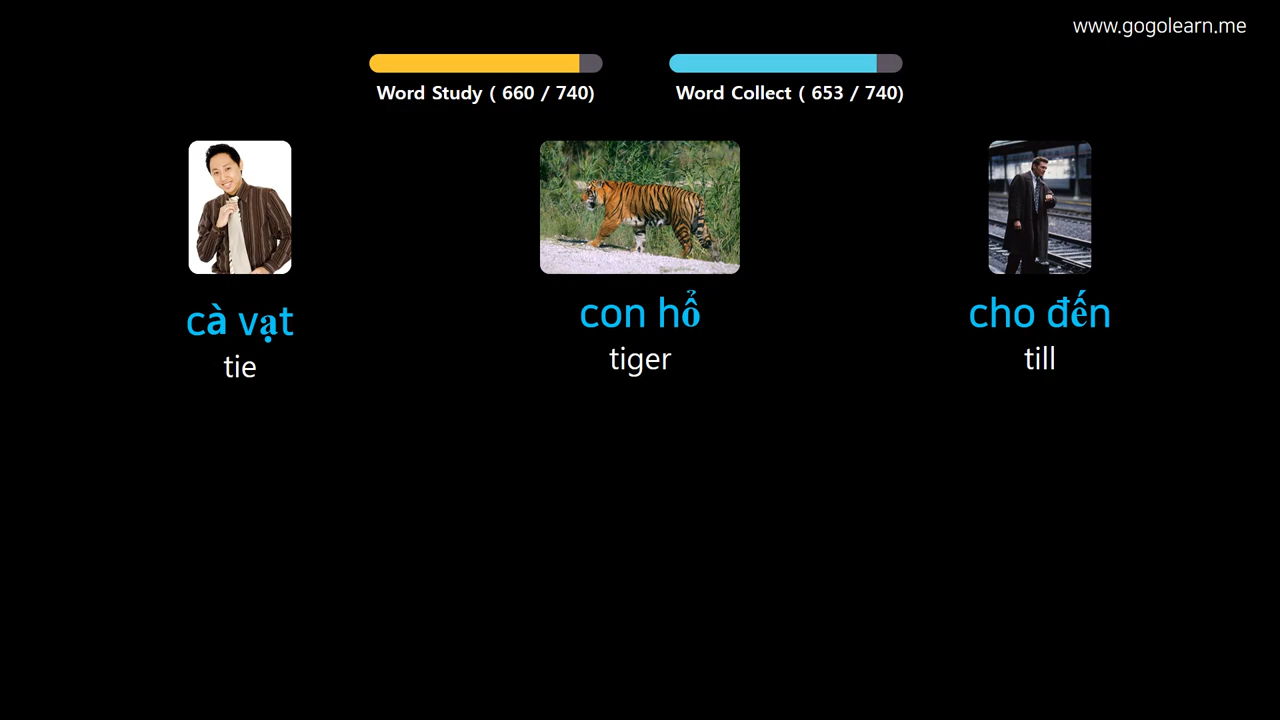 www.gogolearn.me
Word Study ( 660 / 740)
Word Collect ( 653 / 740)
cà vạt
tie
con hổ
tiger
cho đến
till